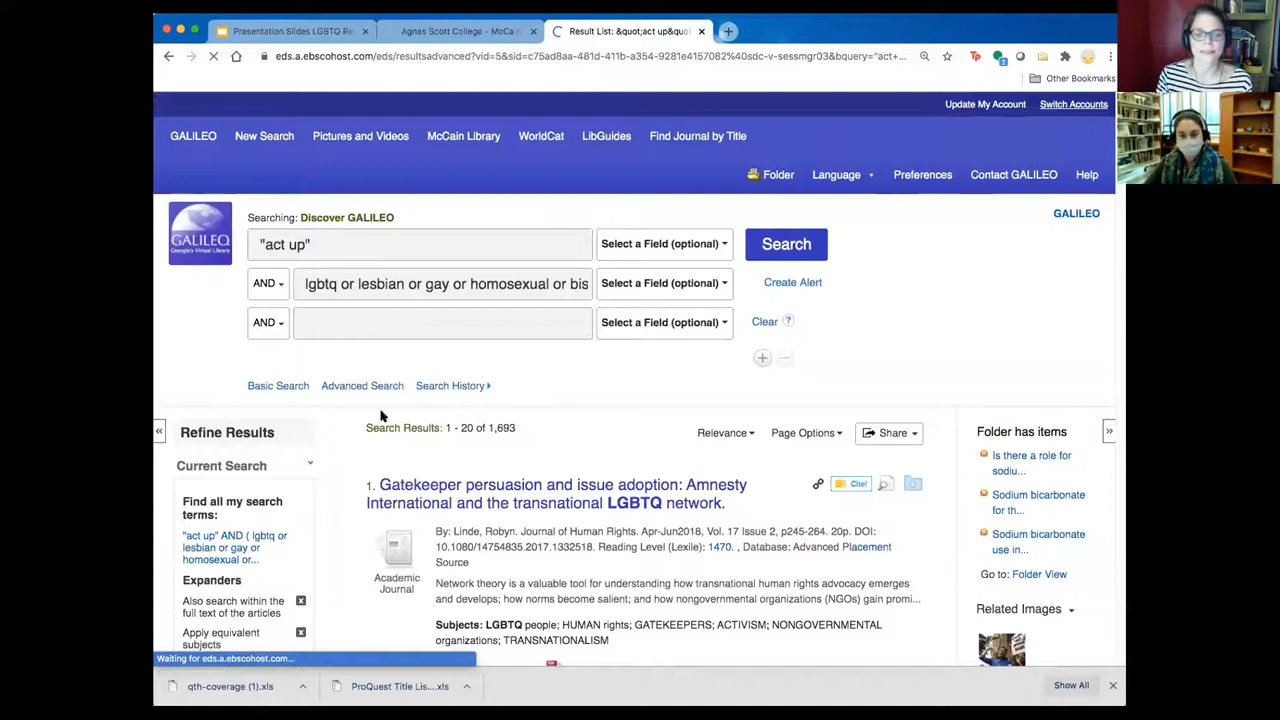 Presentation Slides LGBTQ Re
Agnes Scott College - McCai
Result List: &quot;act up&quo
eds.a.ebscohost.com/eds/resultsadvanced?vid=5&sid=c75ad8aa-481d-411b-a354-9281e4157082%40sdc-v-sessmgr03&bquery="act+...
Other Bookmarks
Update My Account
Switch Accounts
GALILEO
New Search
Pictures and Videos
McCain Library
WorldCat
LibGuides
Find Journal by Title
Folder
Language
Preferences
Contact GALILEO
Help
GALILEO
Georgia's Virtual Library
Searching: Discover GALILEO
GALILEO
"act up"
Select a Field (optional)
Search
AND
lgbtq or lesbian or gay or homosexual or bis
Select a Field (optional)
Create Alert
AND
Select a Field (optional)
Clear ?
Basic Search
Advanced Search
Search History
Refine Results
Current Search
Find all my search
terms:
"act up" AND ( lgbtq or
lesbian or gay or
homosexual or...
Expanders
Also search within the
full text of the articles
Apply equivalent
subjects
Search Results: 1 - 20 of 1,693
Relevance
Page Options
Share
1. Gatekeeper persuasion and issue adoption: Amnesty
International and the transnational LGBTQ network.
Cite!
Academic
Journal
By: Linde, Robyn. Journal of Human Rights. Apr-Jun2018, Vol. 17 Issue 2, p245-264. 20p. DOI:
10.1080/14754835.2017.1332518. Reading Level (Lexile): 1470. , Database: Advanced Placement
Source
Network theory is a valuable tool for understanding how transnational human rights advocacy emerges
and develops; how norms become salient; and how nongovernmental organizations (NGOs) gain promi...
Subjects: LGBTQ people; HUMAN rights; GATEKEEPERS; ACTIVISM; NONGOVERNMENTAL
organizations; TRANSNATIONALISM
Folder has items
Is there a role for
sodiu...
Sodium bicarbonate
for th...
Sodium bicarbonate
use in...
Go to: Folder View
Related Images
Waiting for eds.a.ebscohost.com...
qth-coverage (1).xls
ProQuest Title Lis....xls
Show All